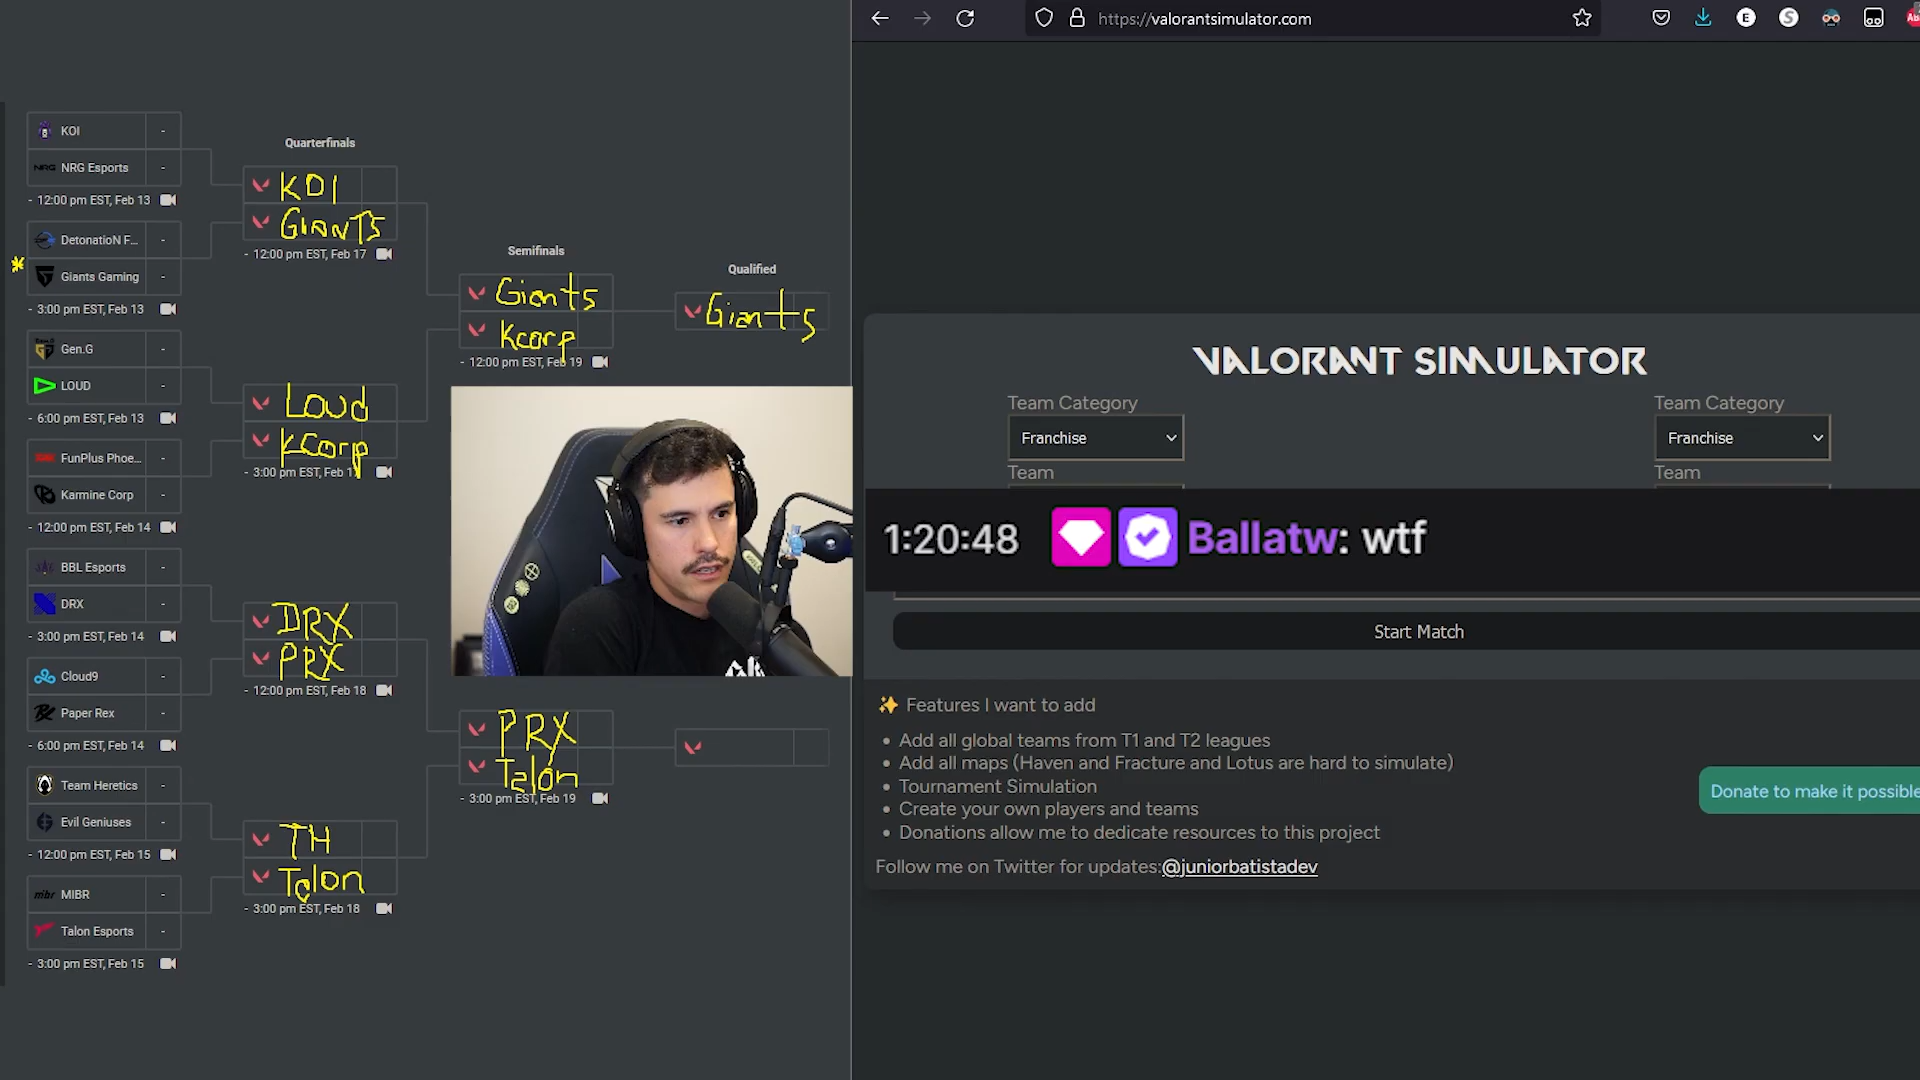 https://valorantsimulator.com
KOI -
NRG Esports -
- 12:00 pm EST, Feb 13
DetonatioN F... -
* Giants Gaming -
- 3:00 pm EST, Feb 13
Gen.G -
LOUD -
- 6:00 pm EST, Feb 13
FunPlus Phoe... -
Karmine Corp -
- 12:00 pm EST, Feb 14
BBL Esports -
DRX -
- 3:00 pm EST, Feb 14
Cloud9 -
Paper Rex -
- 6:00 pm EST, Feb 14
Team Heretics -
Evil Geniuses -
- 12:00 pm EST, Feb 15
mibr MIBR -
Talon Esports -
- 3:00 pm EST, Feb 15
Quarterfinals
KOI
GIANTS
- 12:00 pm EST, Feb 17
Loud
KCorp
- 3:00 pm EST, Feb 1
DRX
PRX
- 12:00 pm EST, Feb 18
TH
Talon
- 3:00 pm EST, Feb 18
Semifinals
Giants
Kcorp
- 12:00 pm EST, Feb 19
PRX
Talon
- 3:00 pm EST, Feb 19
Qualified
Giants
VALORANT SIMULATOR
Team Category
Franchise
Team
Team Category
Franchise
Team
1:20:48 Ballatw: wtf
Start Match
✨ Features I want to add
• Add all global teams from T1 and T2 leagues
• Add all maps (Haven and Fracture and Lotus are hard to simulate)
• Tournament Simulation
• Create your own players and teams
• Donations allow me to dedicate resources to this project
Donate to make it possible
Follow me on Twitter for updates:@juniorbatistadev